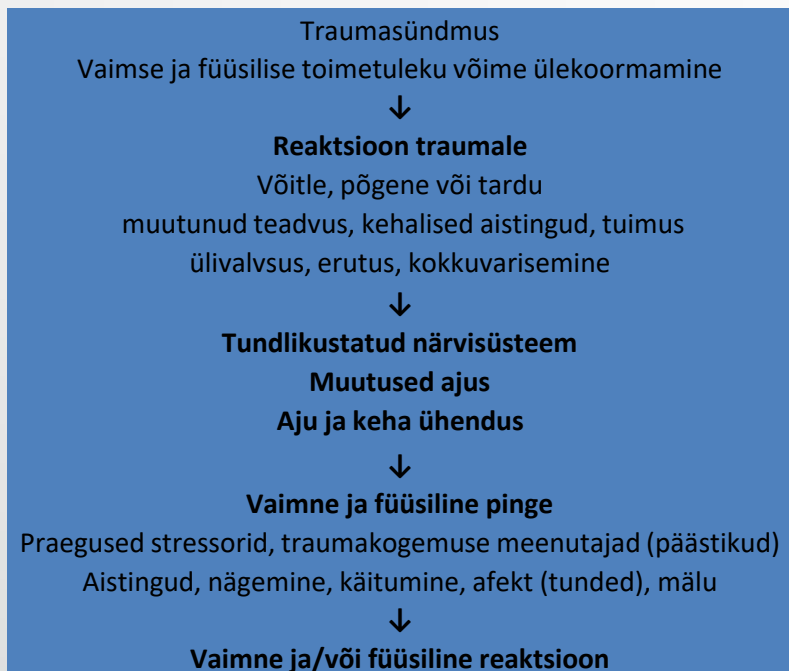 Traumasündmus
Vaimse ja füüsilise toimetuleku võime ülekoormamine
↓
Reaktsioon traumale
Võitle, põgene või tardu
muutunud teadvus, kehalised aistingud, tuimus
ülivalvsus, erutus, kokkuvarisemine
↓
Tundlikustatud närvisüsteem
Muutused ajus
Aju ja keha ühendus
↓
Vaimne ja füüsiline pinge
Praegused stressorid, traumakogemuse meenutajad (päästikud)
Aistingud, nägemine, käitumine, afekt (tunded), mälu
↓
Vaimne ja/või füüsiline reaktsioon